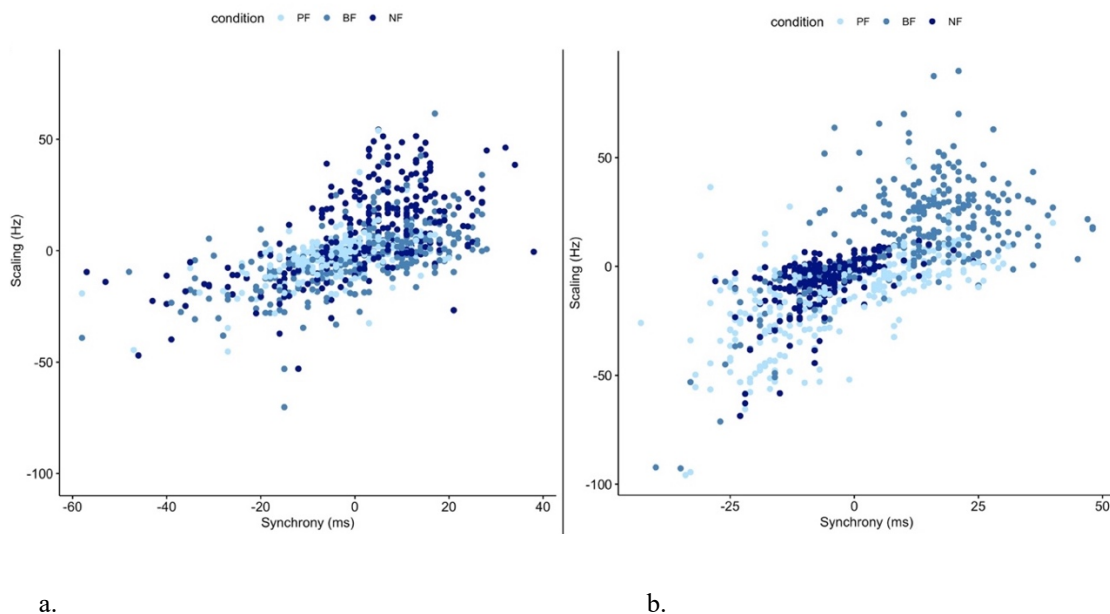 condition PF BF NF
50
0
-50
-100
Scaling (Hz)
-60 -40 -20 0 20 40
Synchrony (ms)
condition PF BF NF
50
0
-50
-100
Scaling (Hz)
-25 0 25 50
Synchrony (ms)
a. b.